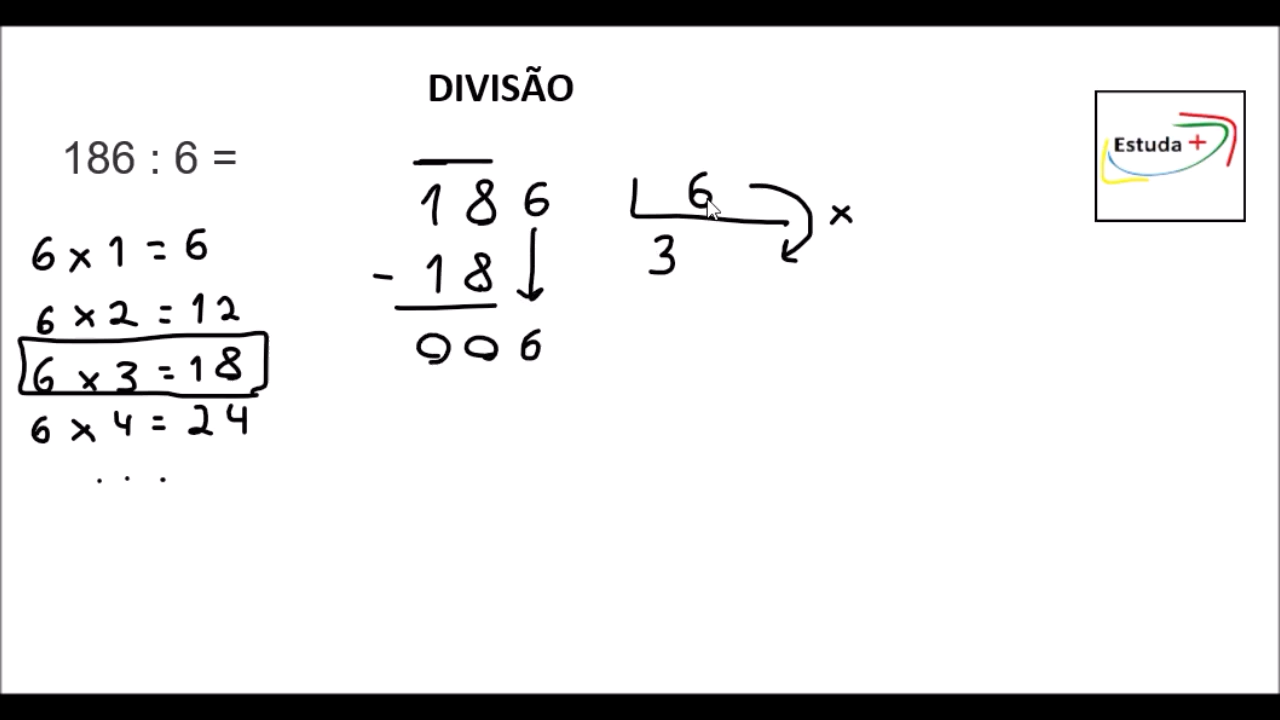 DIVISÃO
Estuda +
186 : 6 =
6 x 1 = 6
6 x 2 = 12
6 x 3 = 18
6 x 4 = 24
. . .
186 6
x
- 18 3
006